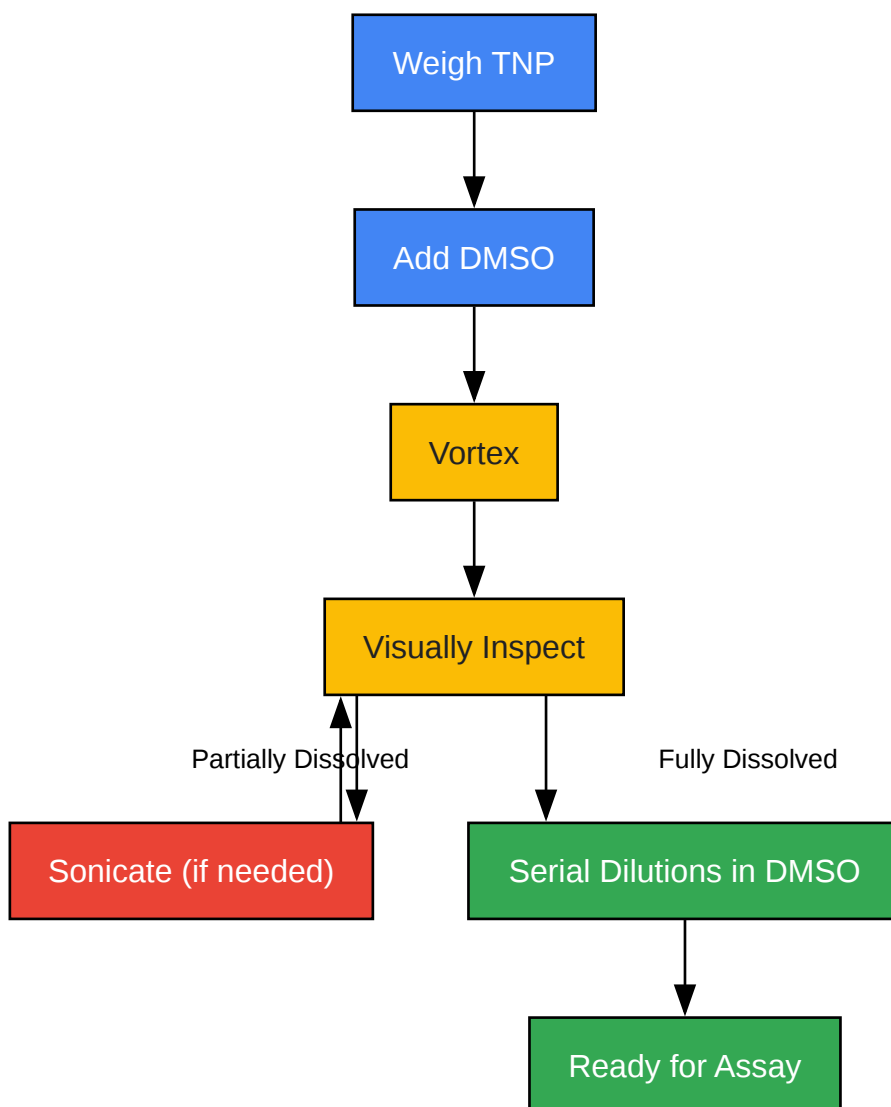 Weigh TNP
Add DMSO
Vortex
Visually Inspect
Partially Dissolved
Fully Dissolved
Sonicate (if needed)
Serial Dilutions in DMSO
Ready for Assay